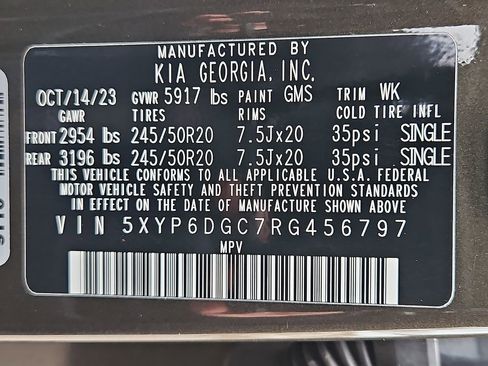 MANUFACTURED BY
KIA GEORGIA, INC.
OCT/14/23 GVWR 5917 lbs PAINT GMS TRIM WK
GAWR TIRES RIMS COLD TIRE INFL
FRONT 2954 lbs 245/50R20 7.5Jx20 35psi SINGLE
REAR 3196 lbs 245/50R20 7.5Jx20 35psi SINGLE
THIS VEHICLE CONFORMS TO ALL APPLICABLE U.S.A. FEDERAL
MOTOR VEHICLE SAFETY AND THEFT PREVENTION STANDARDS
IN EFFECT ON THE DATE OF MANUFACTURE SHOWN ABOVE.
VIN 5XYP6DGC7RG456797
MPV